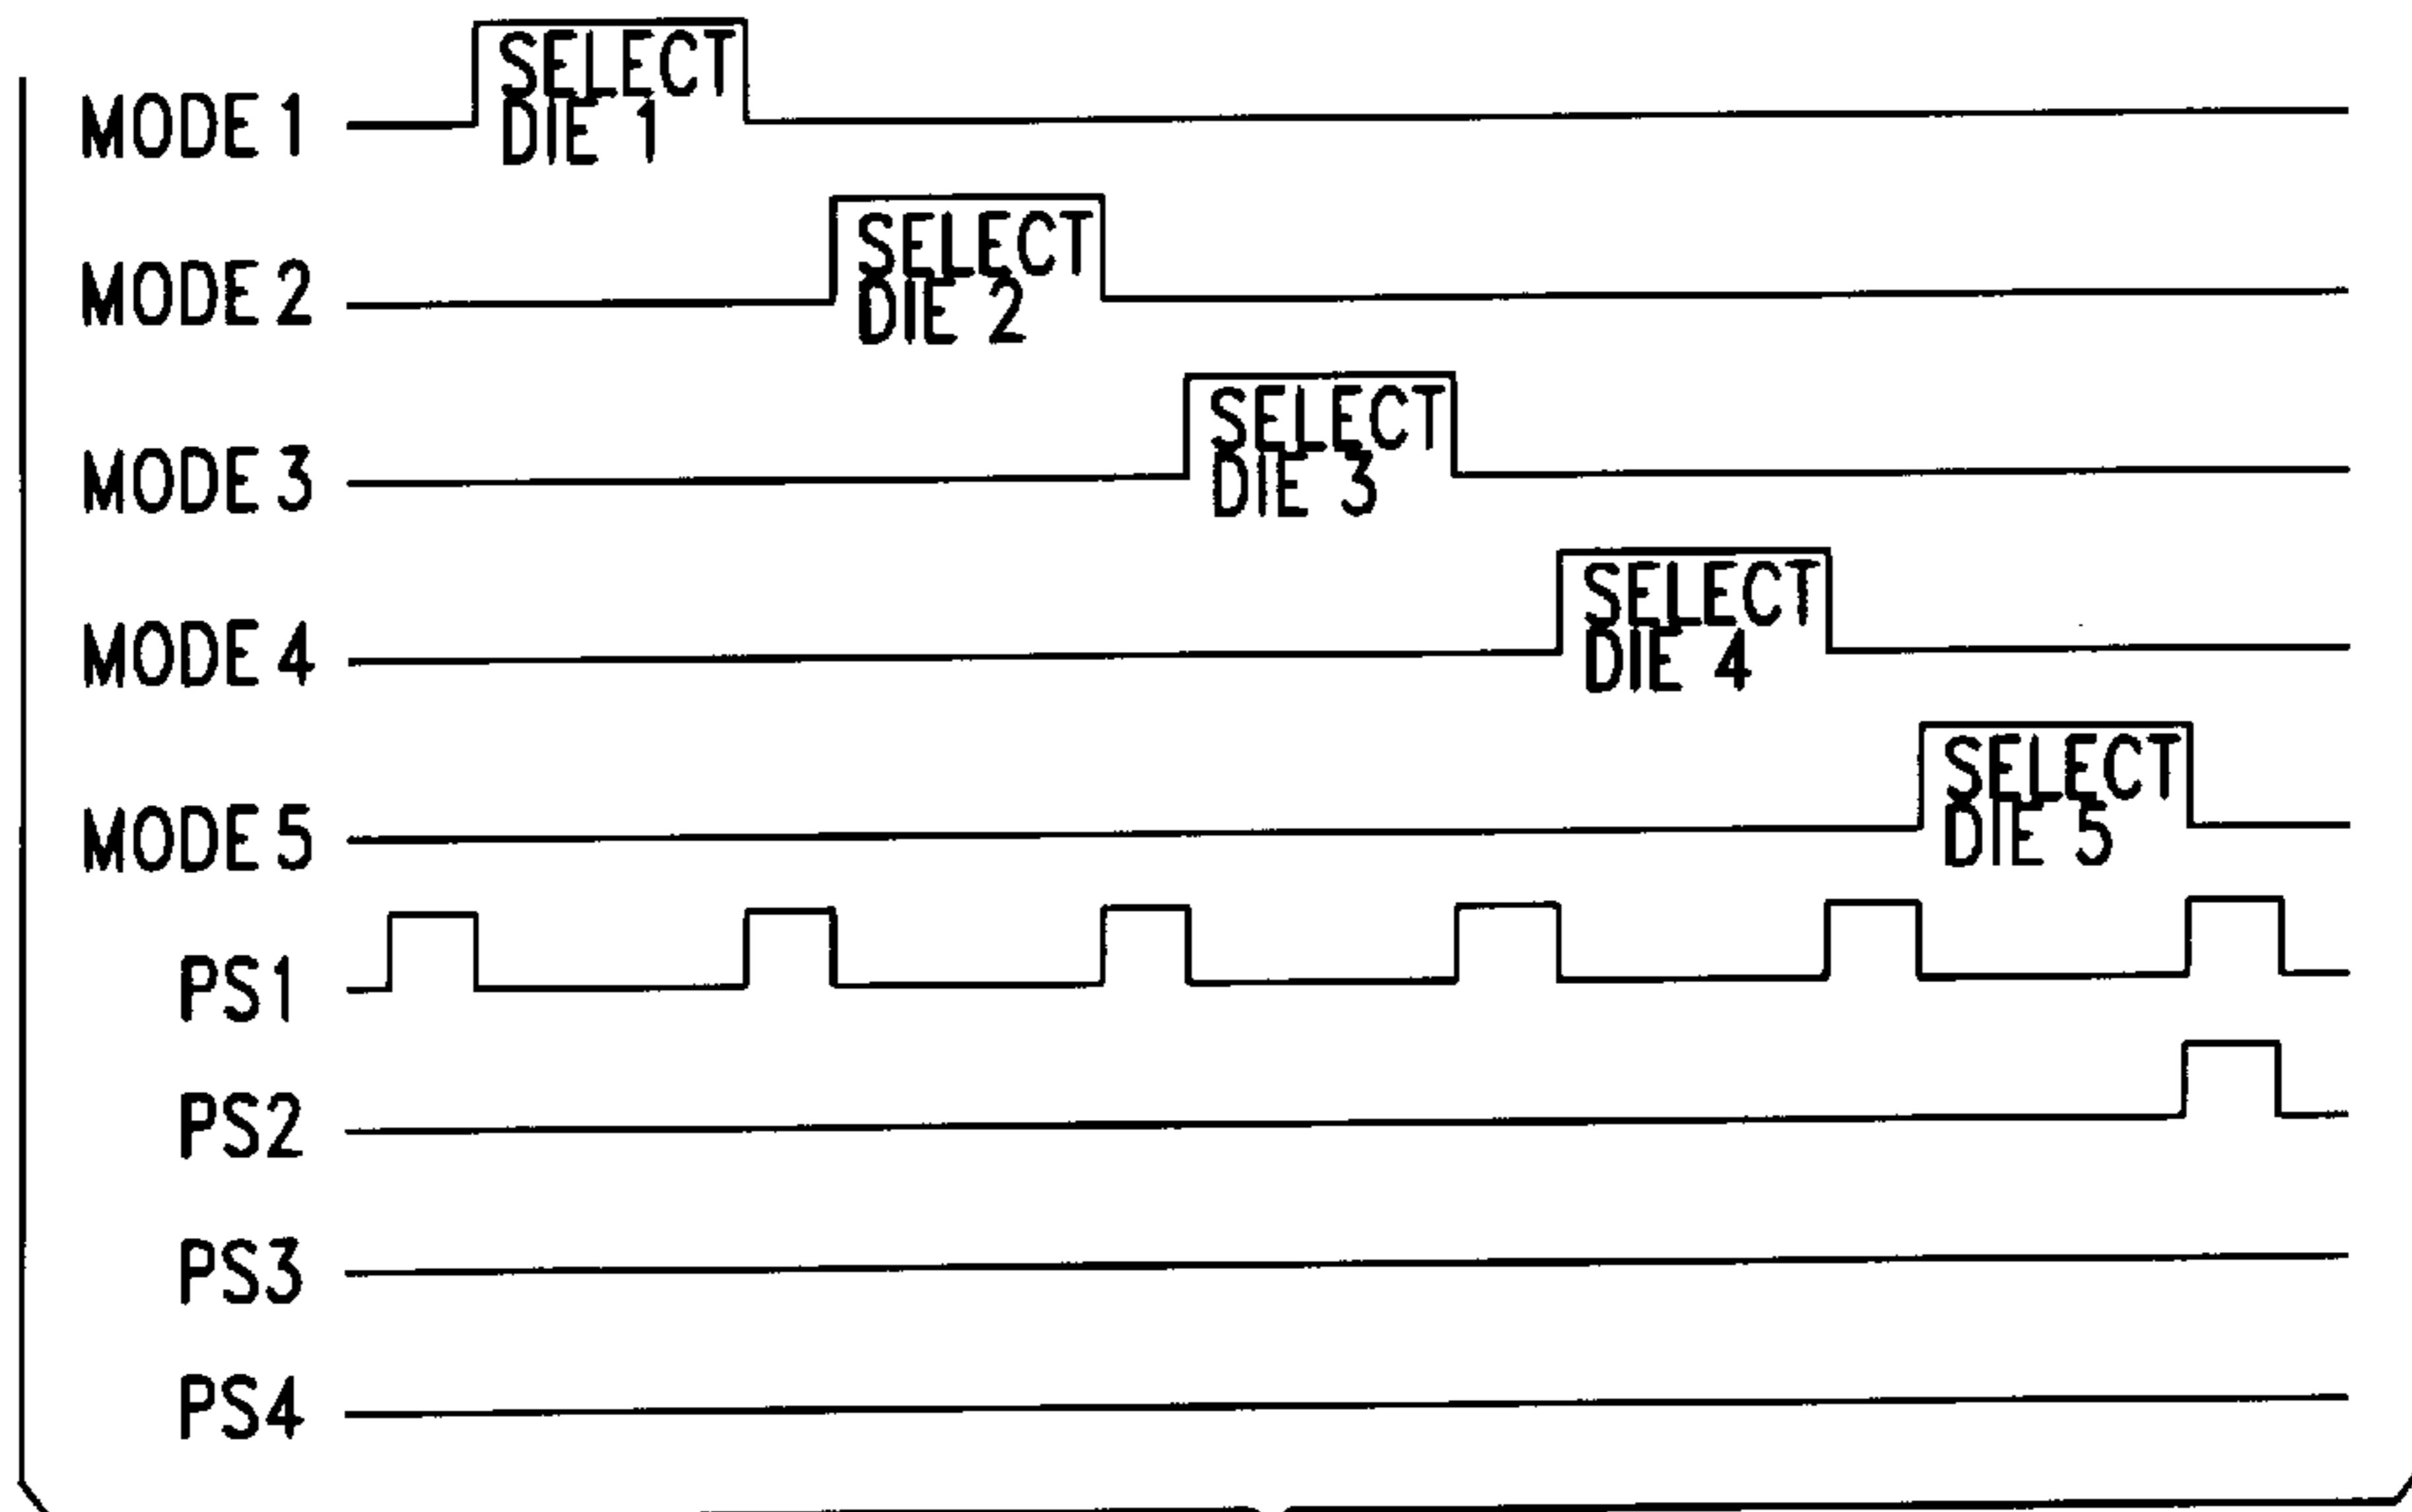 MODE 1
SELECT
DIE 1
MODE 2
SELECT
DIE 2
MODE 3
SELECT
DIE 3
MODE 4
SELECT
DIE 4
MODE 5
SELECT
DIE 5
PS1
PS2
PS3
PS4